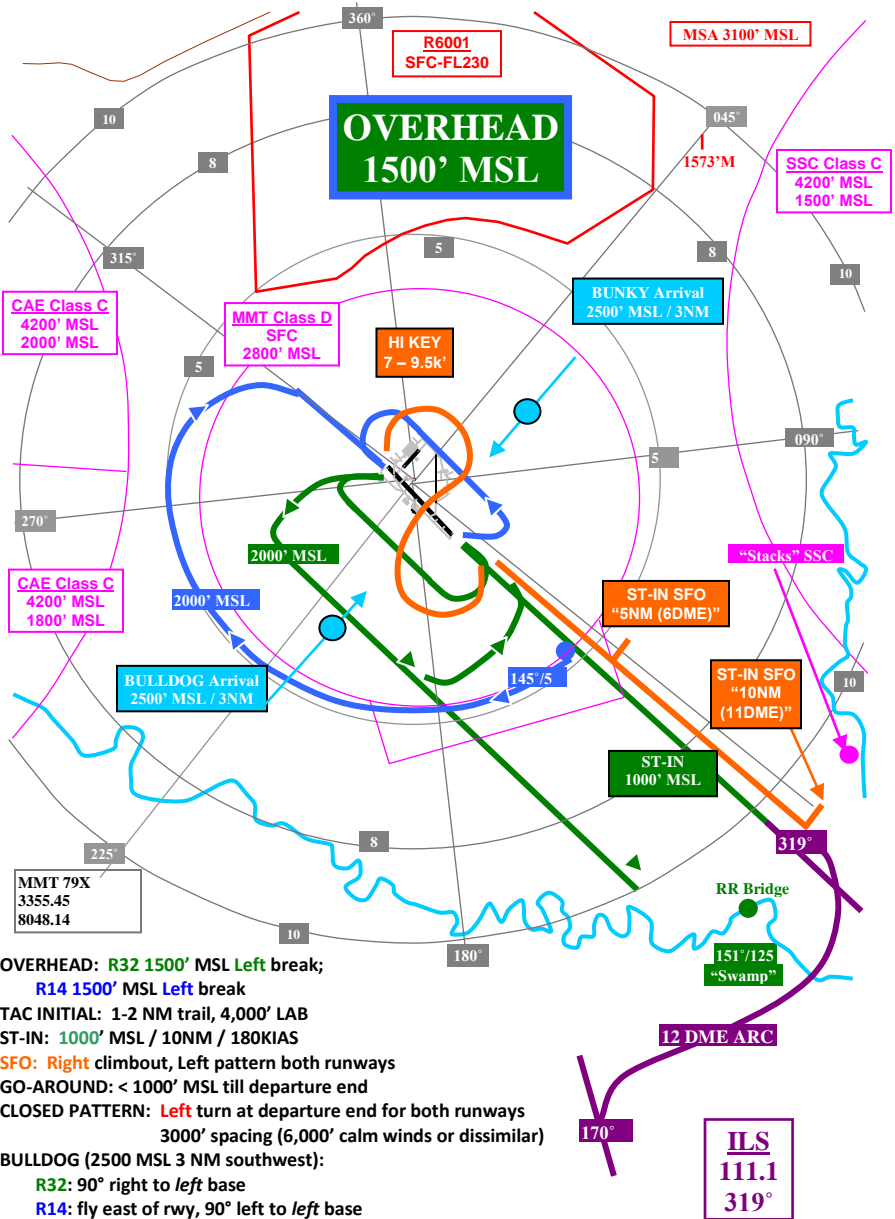 360°
R6001
SFC-FL230
MSA 3100' MSL
10
045°
OVERHEAD
1500' MSL
1573'M
8
SSC Class C
4200' MSL
1500' MSL
315°
5
8
10
BUNKY Arrival
2500' MSL / 3NM
CAE Class C
4200' MSL
2000' MSL
MMT Class D
SFC
2800' MSL
HI KEY
7 – 9.5k'
5
090°
5
270°
2000' MSL
“Stacks” SSC
CAE Class C
4200' MSL
1800' MSL
2000' MSL
ST-IN SFO
“5NM (6DME)”
BULLDOG Arrival
2500' MSL / 3NM
145°/5
ST-IN SFO
“10NM
(11DME)”
10
ST-IN
1000' MSL
8
319°
225°
MMT 79X
3355.45
8048.14
RR Bridge
10
180°
151°/125
“Swamp”
OVERHEAD: R32 1500' MSL Left break;
R14 1500' MSL Left break
TAC INITIAL: 1-2 NM trail, 4,000' LAB
ST-IN: 1000' MSL / 10NM / 180KIAS
SFO: Right climbout, Left pattern both runways
GO-AROUND: < 1000' MSL till departure end
CLOSED PATTERN: Left turn at departure end for both runways
3000' spacing (6,000' calm winds or dissimilar)
BULLDOG (2500 MSL 3 NM southwest):
R32: 90° right to left base
R14: fly east of rwy, 90° left to left base
12 DME ARC
170°
ILS
111.1
319°